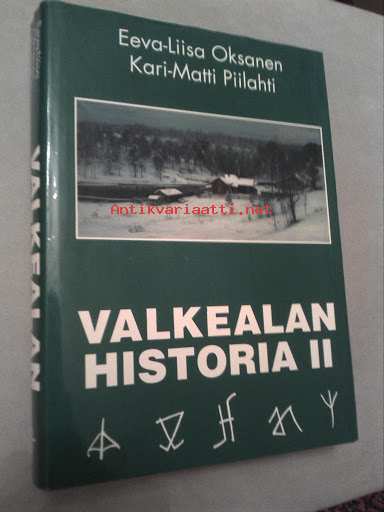 Eeva-Liisa Oksanen
Kari-Matti Piilahti
Antikvariaatti.net
VALKEALAN
HISTORIA II
VALKEALAN